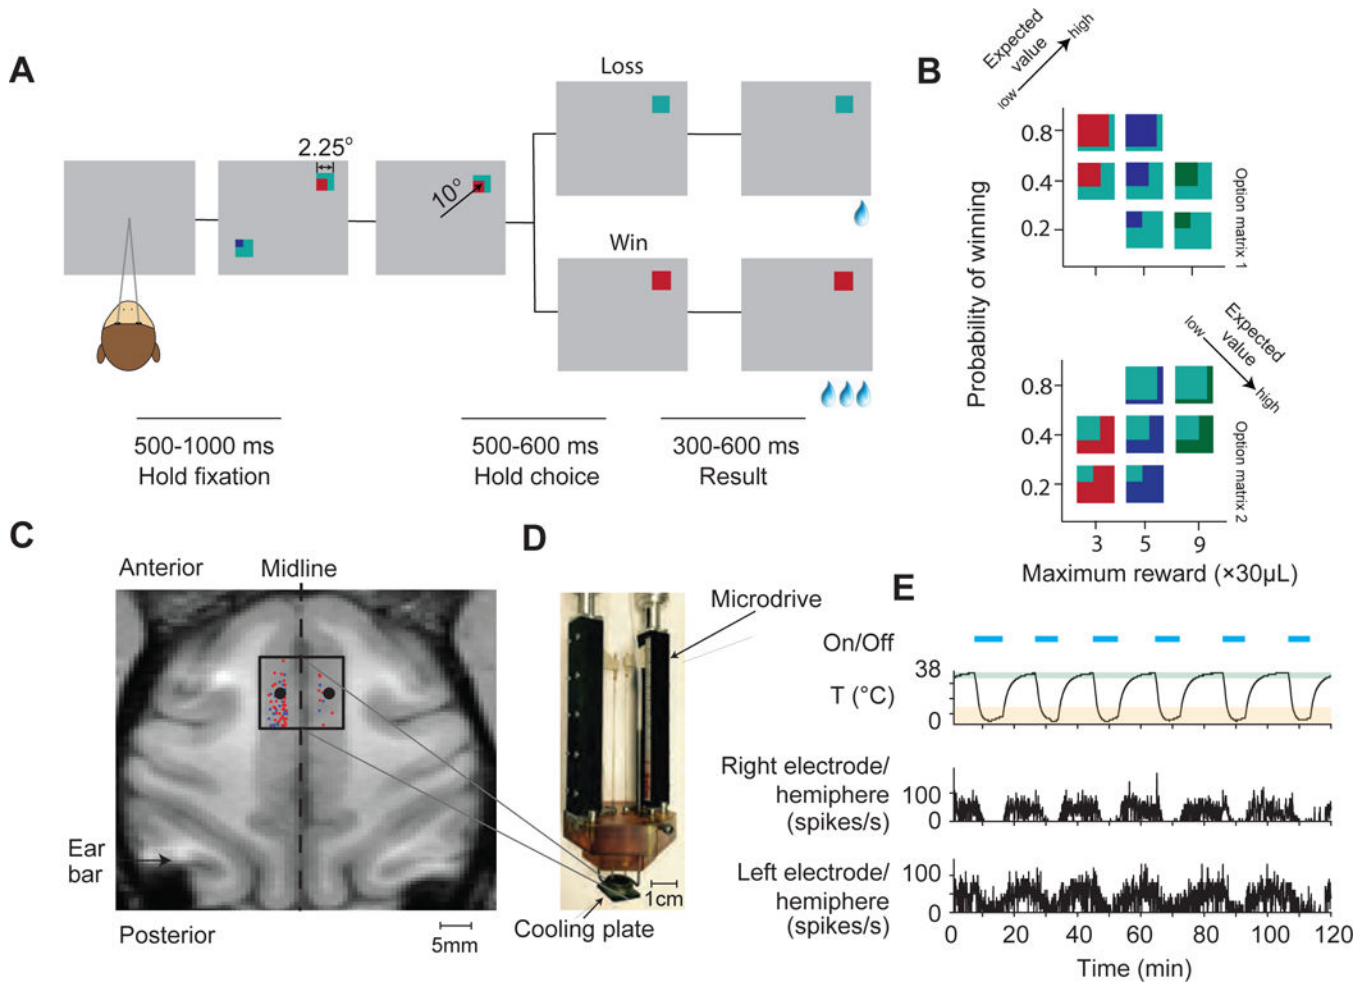 A
Loss
2.25°
10°
Win
500-1000 ms
Hold fixation
500-600 ms
Hold choice
300-600 ms
Result
B
Expected
value
low
high
Probability of winning
0.8
0.4
0.2
Option matrix 1
Expected
value
low
high
0.8
0.4
0.2
Option matrix 2
3
5
9
Maximum reward (×30µL)
C
Anterior
Midline
Ear
bar
Posterior
5mm
D
Microdrive
1cm
Cooling plate
E
On/Off
38
T (°C)
0
Right electrode/
hemiphere
(spikes/s)
100
0
Left electrode/
hemiphere
(spikes/s)
100
0
0 20 40 60 80 100 120
Time (min)